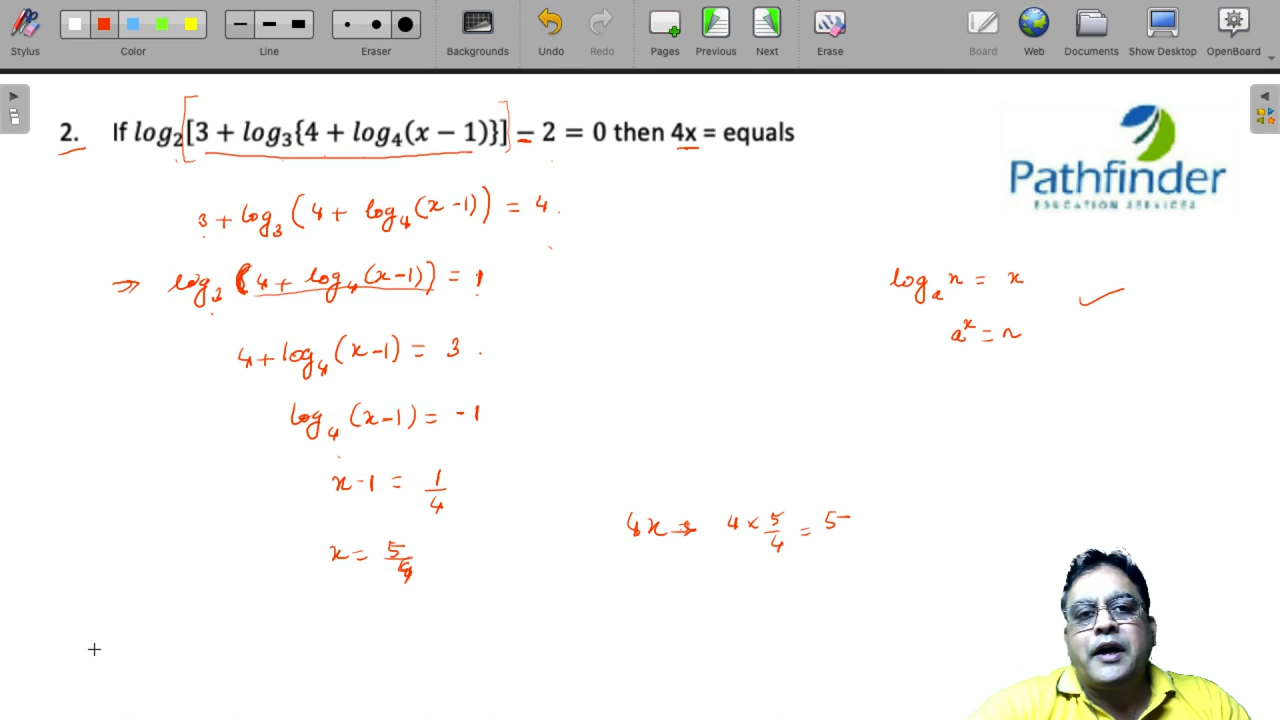 Stylus Color Line Eraser Backgrounds Undo Redo Pages Previous Next Erase Board Web Documents Show Desktop OpenBoard
2. If log₂[3 + log₃{4 + log₄(x − 1)}] − 2 = 0 then 4x = equals
Pathfinder
EDUCATION SERVICES
3 + log₃(4 + log₄(x-1)) = 4
⇒ log₃(4 + log₄(x-1)) = 1
logₐ n = x
aˣ = n
4 + log₄(x-1) = 3
log₄(x-1) = -1
x-1 = 1/4
4x ⇒ 4 × 5/4 = 5
x = 5/4